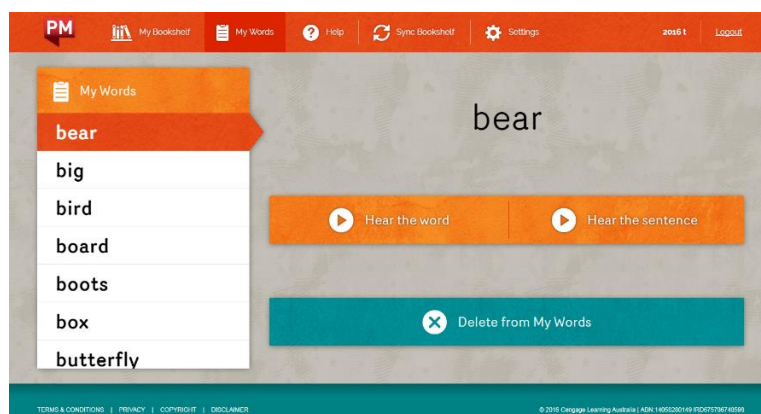 PM My Bookshelf My Words Help Sync Bookshelf Settings 2016 t Logout
My Words
bear
big
bird
board
boots
box
butterfly
bear
Hear the word Hear the sentence
Delete from My Words
TERMS & CONDITIONS | PRIVACY | COPYRIGHT | DISCLAIMER
© 2016 Cengage Learning Australia | ABN:14058280149